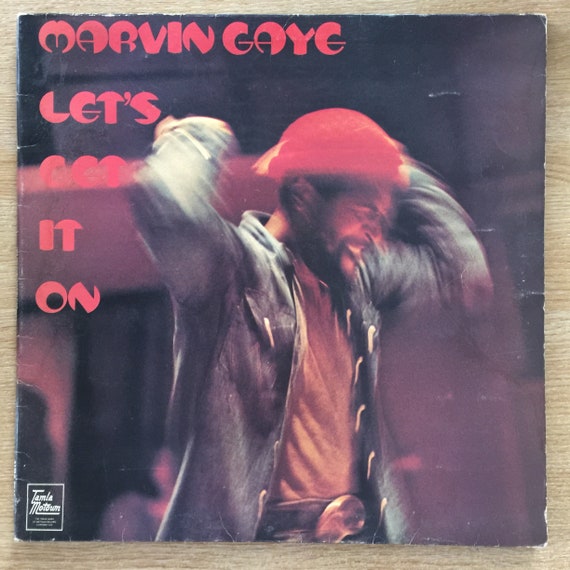 MARVIN GAYE
LET'S
GET
IT
ON
Tamla
Motown